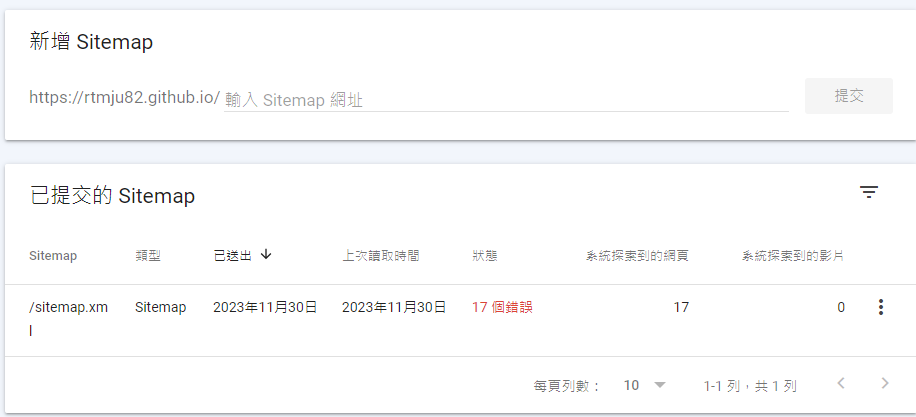 新增 Sitemap
https://rtmju82.github.io/ 輸入 Sitemap 網址 提交
已提交的 Sitemap
Sitemap 類型 已送出 上次讀取時間 狀態 系統探索到的網頁 系統探索到的影片
/sitemap.xm Sitemap 2023年11月30日 2023年11月30日 17 個錯誤 17 0
l
每頁列數： 10 1-1 列，共 1 列